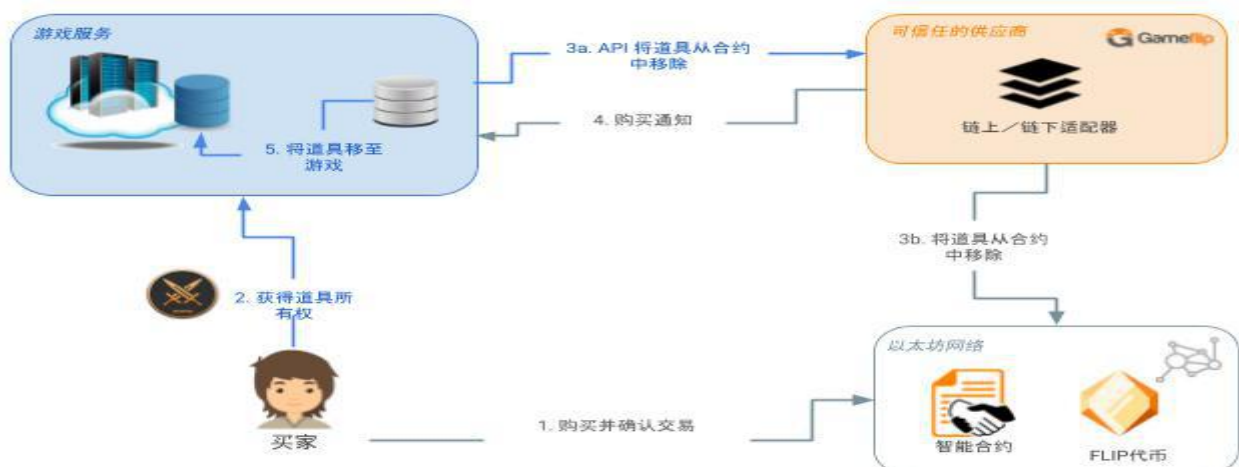 游戏服务
3a. API 将道具从合约
中移除
可信任的供应商
Gameflip
4. 购买通知
链上／链下适配器
5. 将道具移至
游戏
3b. 将道具从合约
中移除
2. 获得道具所
有权
以太坊网络
买家
1. 购买并确认交易
智能合约
FLIP代币